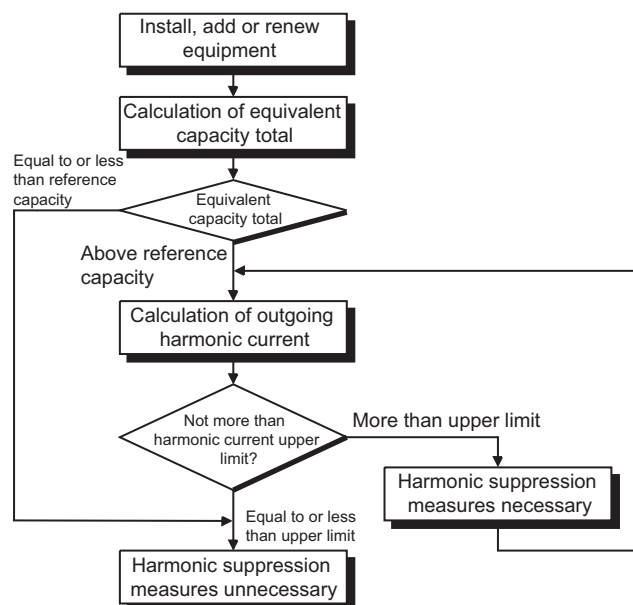 Install, add or renew
equipment
Calculation of equivalent
capacity total
Equal to or less
than reference
capacity
Equivalent
capacity total
Above reference
capacity
Calculation of outgoing
harmonic current
Not more than
harmonic current upper
limit?
More than upper limit
Harmonic suppression
measures necessary
Equal to or less
than upper limit
Harmonic suppression
measures unnecessary